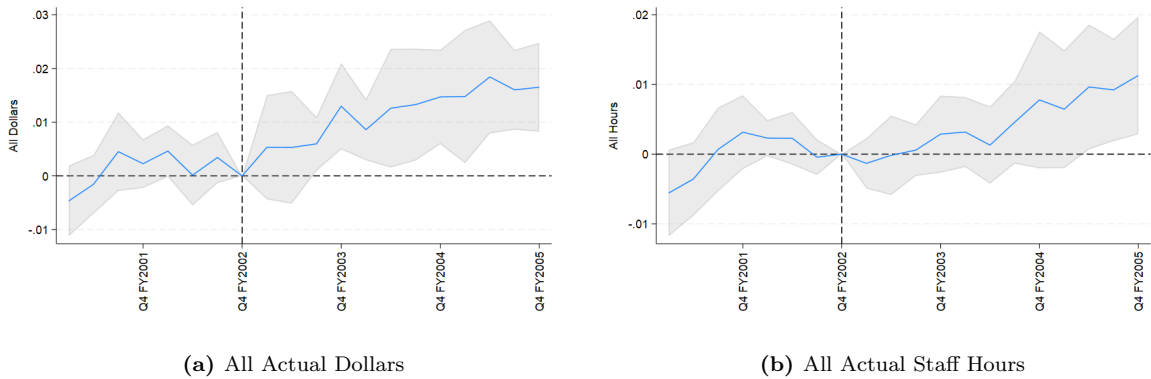 .03
.02
.01
0
-.01
All Dollars
Q4 FY2001
Q4 FY2002
Q4 FY2003
Q4 FY2004
Q4 FY2005
(a) All Actual Dollars
.02
.01
0
-.01
All Hours
Q4 FY2001
Q4 FY2002
Q4 FY2003
Q4 FY2004
Q4 FY2005
(b) All Actual Staff Hours